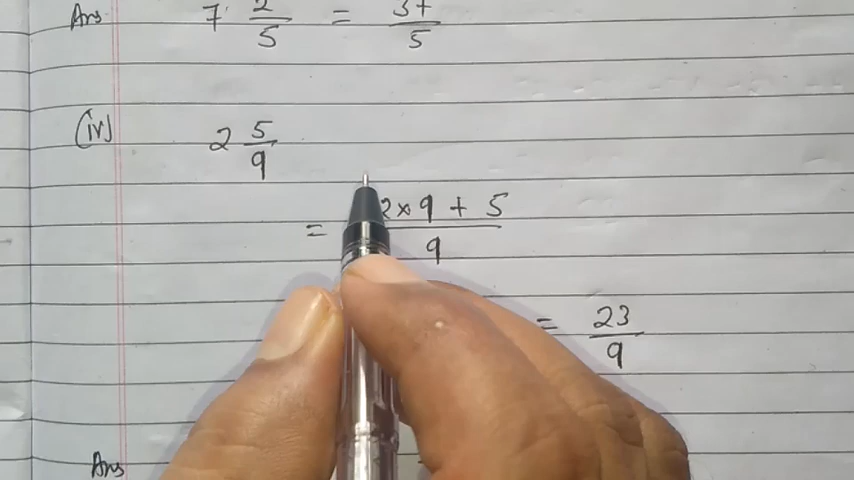 Ans 7 2/5 = 37/5
(iv) 2 5/9
= 2×9 + 5 / 9
= 23/9
Ans